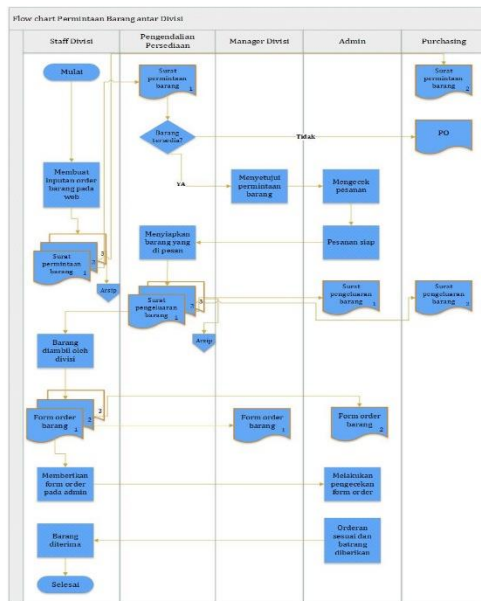 Flow chart Permintaan Barang antar Divisi
Staff Divisi
Pengendalian
Persediaan
Manager Divisi
Admin
Purchasing
Mulai
Surat
permintaan
barang
1
Surat
permintaan
barang
2
Barang
tersedia?
Tidak
PO
Membuat
Inputan order
barang pada
web
YA
Menyetujui
permintaan
barang
Mengecek
pesanan
Menyiapkan
barang yang
di pesan
Pesanan siap
3
2
Surat
permintaan
barang
1
Arsip
3
2
Surat
pengeluaran
barang
1
Surat
pengeluaran
barang
Surat
pengeluaran
barang
Arsip
Barang
diambil oleh
divisi
3
2
Form order
barang
1
Form order
barang
1
Form order
barang
2
Memberikan
form order
pada admin
Melakukan
pengecekan
form order
Barang
diterima
Orderan
sesuai dan
diberikan
Selesai